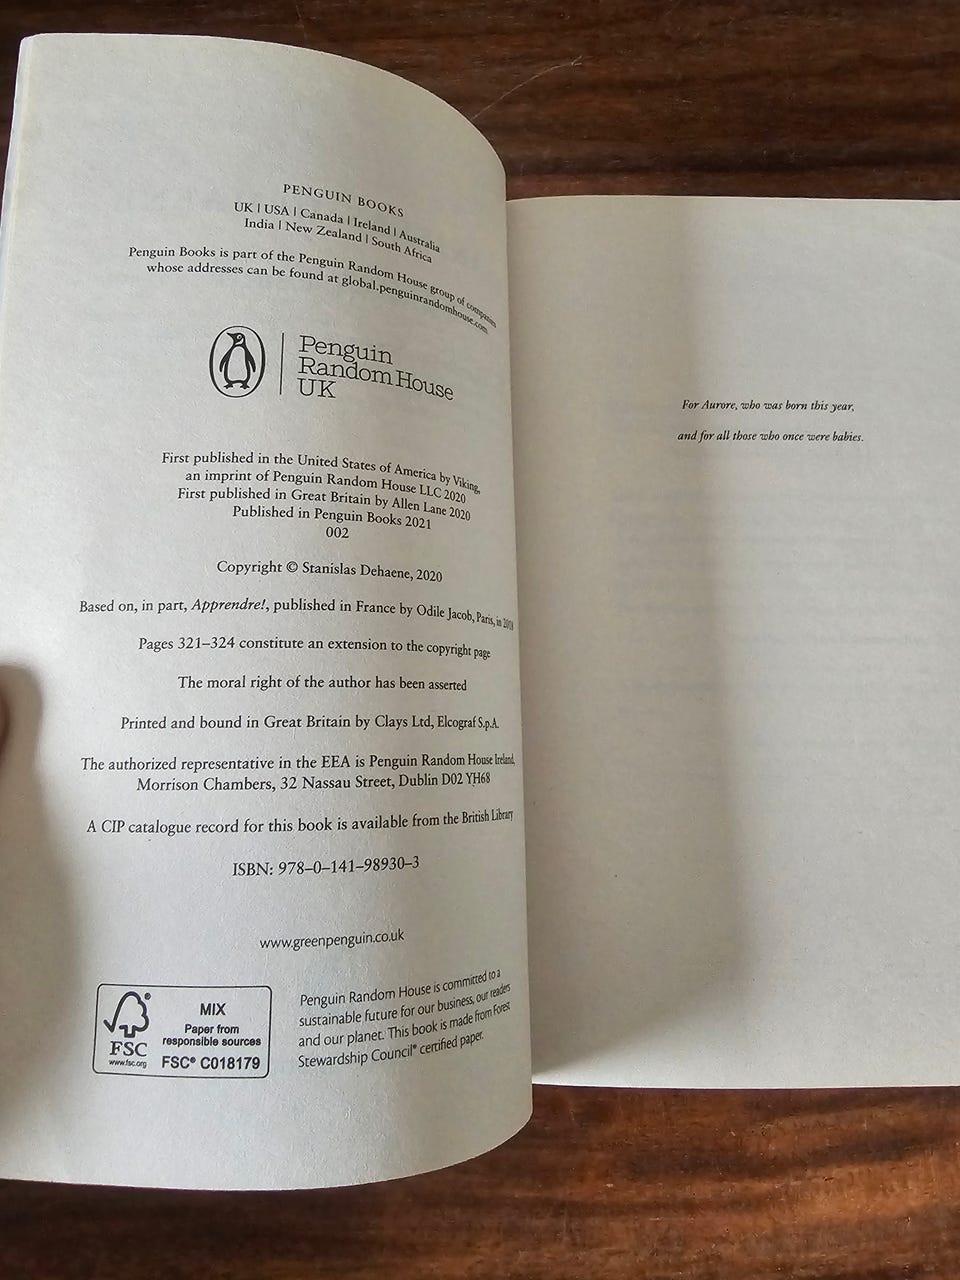 PENGUIN BOOKS
UK | USA | Canada | Ireland | Australia
India | New Zealand | South Africa
Penguin Books is part of the Penguin Random House group of companies
whose addresses can be found at global.penguinrandomhouse.com.
Penguin
Random House
UK
First published in the United States of America by Viking,
an imprint of Penguin Random House LLC 2020
First published in Great Britain by Allen Lane 2020
Published in Penguin Books 2021
002
Copyright © Stanislas Dehaene, 2020
Based on, in part, Apprendre!, published in France by Odile Jacob, Paris, in 2018
Pages 321–324 constitute an extension to the copyright page
The moral right of the author has been asserted
Printed and bound in Great Britain by Clays Ltd, Elcograf S.p.A.
The authorized representative in the EEA is Penguin Random House Ireland,
Morrison Chambers, 32 Nassau Street, Dublin D02 YH68
A CIP catalogue record for this book is available from the British Library
ISBN: 978–0–141–98930–3
www.greenpenguin.co.uk
FSC
www.fsc.org
MIX
Paper from
responsible sources
FSC® C018179
Penguin Random House is committed to a
sustainable future for our business, our readers
and our planet. This book is made from Forest
Stewardship Council® certified paper.
For Aurore, who was born this year,
and for all those who once were babies.